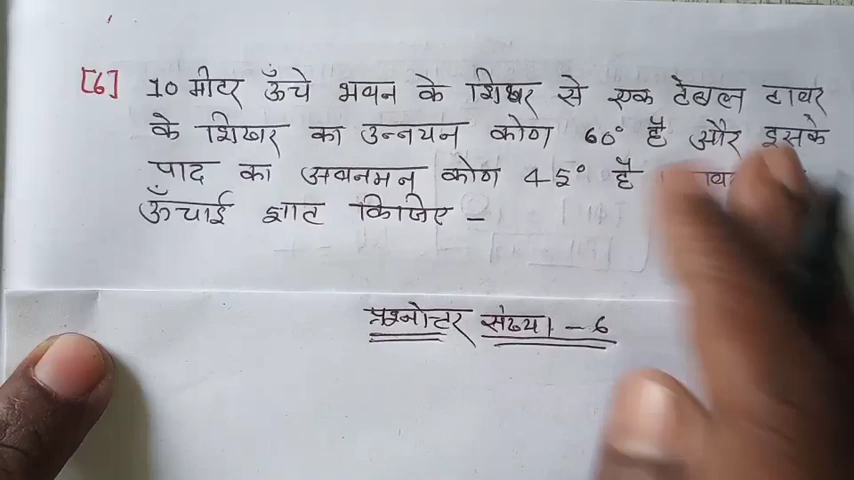 [6] 10 मीटर ऊँचे भवन के शिखर से एक टेबल टावर
के शिखर का उन्नयन कोण 60° है और इसके
पाद का अवनमन कोण 45° है
ऊँचाई ज्ञात किजिए -
प्रश्नोत्तर संख्या - 6